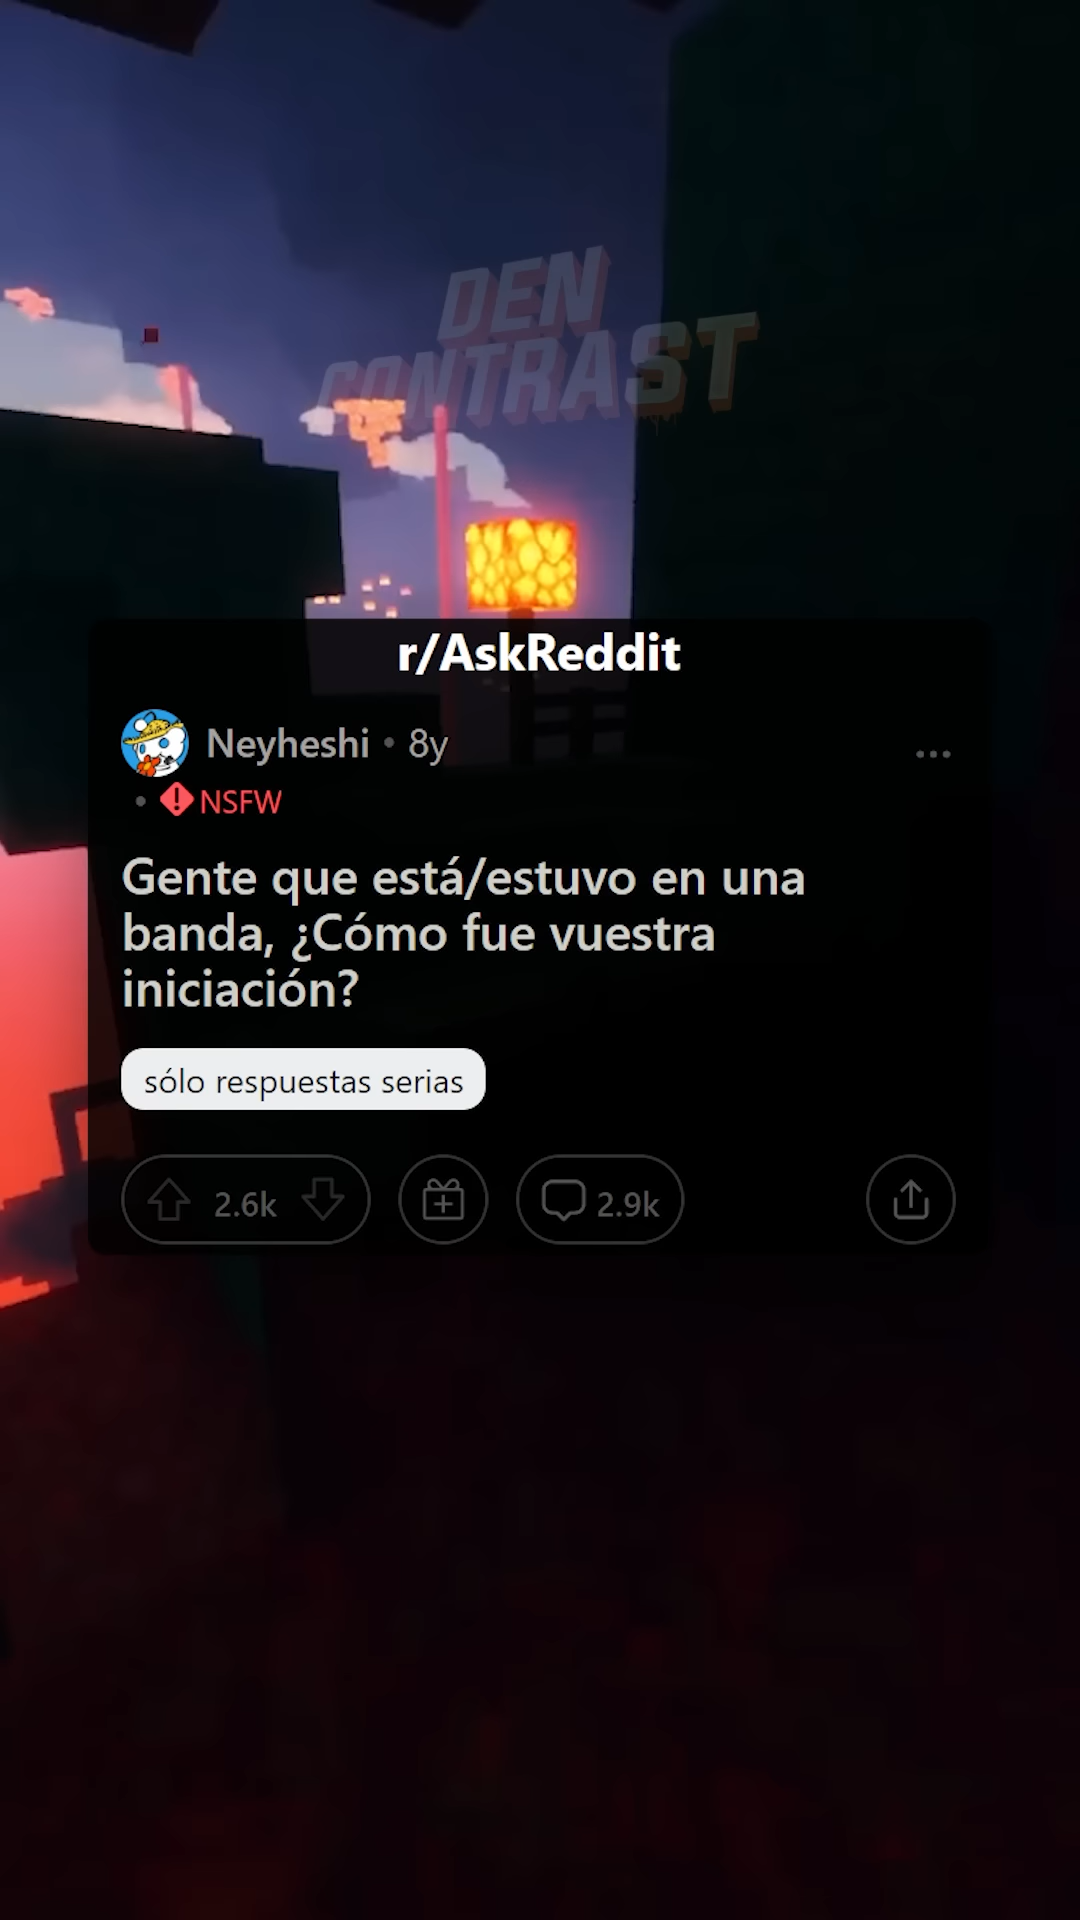 DEN
CONTRAST
r/AskReddit
Neyheshi • 8y
• NSFW
Gente que está/estuvo en una
banda, ¿Cómo fue vuestra
iniciación?
sólo respuestas serias
2.6k
2.9k